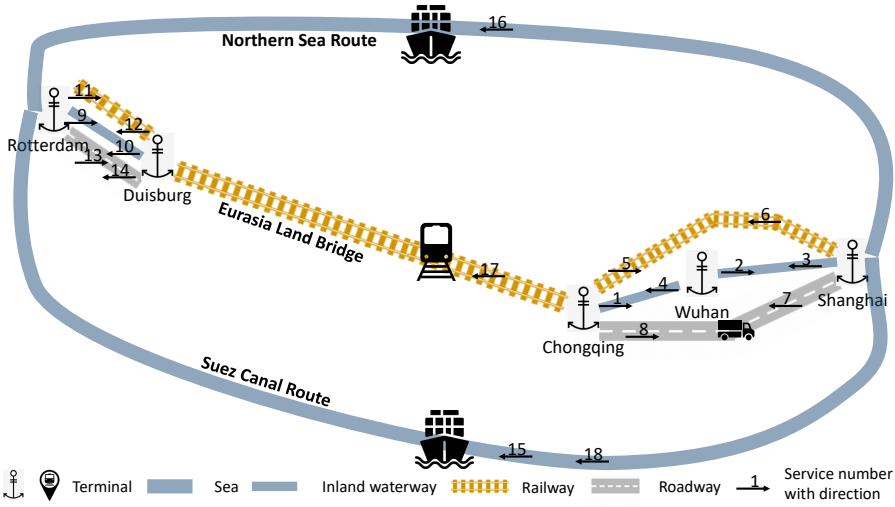 16
Northern Sea Route
11
9
12
Rotterdam
10
13
14
Duisburg
Eurasia Land Bridge
17
5
6
2
3
1
4
7
Wuhan
Shanghai
8
Chongqing
Suez Canal Route
15
18
Terminal
Sea
Inland waterway
Railway
Roadway
1
Service number
with direction